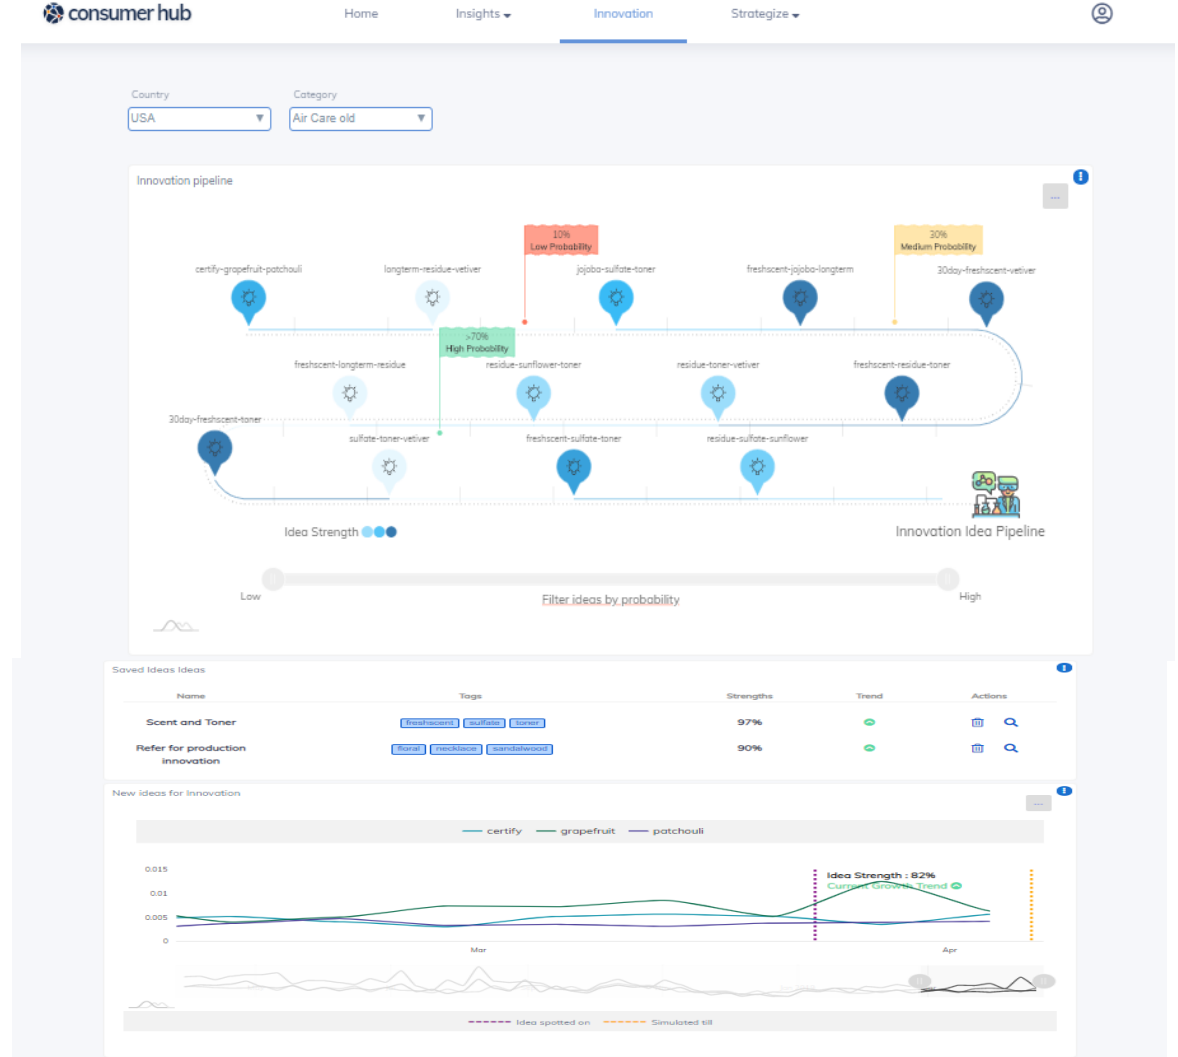 consumer hub
Home
Insights
Innovation
Strategize
Country
Category
USA
Air Care old
Innovation pipeline
...
10%
Low Probability
30%
Medium Probability
certify-grapefruit-patchouli
longterm-residue-vetiver
jojoba-sulfate-toner
freshscent-jojoba-longterm
30day-freshscent-vetiver
>70%
High Probability
freshscent-longterm-residue
residue-sunflower-toner
residue-toner-vetiver
freshscent-residue-toner
30day-freshscent-toner
sulfate-toner-vetiver
freshscent-sulfate-toner
residue-sulfate-sunflower
Idea Strength
Innovation Idea Pipeline
Low
Filter ideas by probability
High
Saved Ideas Ideas
Name Tags Strengths Trend Actions
Scent and Toner freshscent sulfate toner 97%
Refer for production
innovation
floral necklace sandalwood 90%
New ideas for Innovation
...
certify grapefruit patchouli
0.015
0.01
0.005
0
Idea Strength : 82%
Current Growth Trend
Mar
Apr
Idea spotted on
Simulated till